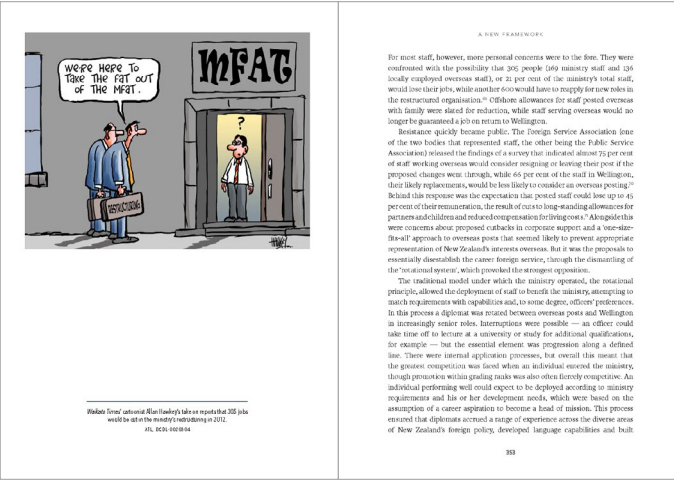 WE'RE HERE TO
TAKE THE FAT OUT
OF THE MFAT.
MFAT
?
RESTRUCTURING
Waikato Times' cartoonist Allan Hawkey's take on reports that 305 jobs
would be cut in the ministry's restructuring in 2012.
ATL, DCDL-0020104
A NEW FRAMEWORK
For most staff, however, more personal concerns were to the fore. They were
confronted with the possibility that 305 people (169 ministry staff and 136
locally employed overseas staff), or 21 per cent of the ministry's total staff,
would lose their jobs, while another 600 would have to reapply for new roles in
the restructured organisation. Offshore allowances for staff posted overseas
with family were slated for reduction, while staff serving overseas would no
longer be guaranteed a job on return to Wellington.
Resistance quickly became public. The Foreign Service Association (one
of the two bodies that represented staff, the other being the Public Service
Association) released the findings of a survey that indicated almost 75 per cent
of staff working overseas would consider resigning or leaving their post if the
proposed changes went through, while 66 per cent of the staff in Wellington,
their likely replacements, would be less likely to consider an overseas posting.
Behind this response was the expectation that posted staff could lose up to 45
per cent of their remuneration, the result of cuts to long-standing allowances for
partners and children and reduced compensation for living costs. Alongside this
were concerns about proposed cutbacks in corporate support and a 'one-size-
fits-all' approach to overseas posts that seemed likely to prevent appropriate
representation of New Zealand's interests overseas. But it was the proposals to
essentially disestablish the career foreign service, through the dismantling of
the 'rotational system', which provoked the strongest opposition.
The traditional model under which the ministry operated, the rotational
principle, allowed the deployment of staff to benefit the ministry, attempting to
match requirements with capabilities and, to some degree, officers' preferences.
In this process a diplomat was rotated between overseas posts and Wellington
in increasingly senior roles. Interruptions were possible — an officer could
take time off to lecture at a university or study for additional qualifications,
for example — but the essential element was progression along a defined
line. There were internal application processes, but overall this meant that
the greatest competition was faced when an individual entered the ministry,
though promotion within grading ranks was also often fiercely competitive. An
individual performing well could expect to be deployed according to ministry
requirements and his or her development needs, which were based on the
assumption of a career aspiration to become a head of mission. This process
ensured that diplomats accrued a range of experience across the diverse areas
of New Zealand's foreign policy, developed language capabilities and built
353